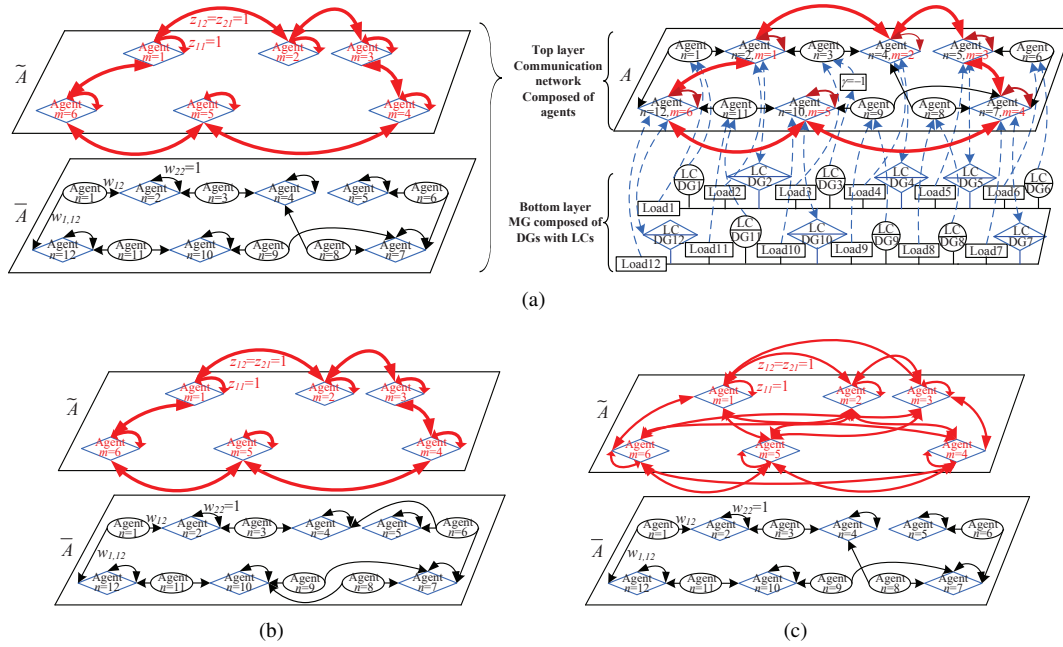 z12=z21=1
Agent
m=1
z11=1
Agent
m=2
Agent
m=3
Ã
Agent
m=6
Agent
m=5
Agent
m=4
w22=1
Agent
n=1
w12
Agent
n=2
Agent
n=3
Agent
n=4
Agent
n=5
Agent
n=6
A̅
w1,12
Agent
n=12
Agent
n=11
Agent
n=10
Agent
n=9
Agent
n=8
Agent
n=7
Top layer
Communication
network
Composed of
agents
A
Agent
n=1
Agent
n=2,m=1
Agent
n=3
Agent
n=4,m=2
Agent
n=5,m=3
Agent
n=6
γ=-1
Agent
n=12,m=6
Agent
n=11
Agent
n=10,m=5
Agent
n=9
Agent
n=8
Agent
n=7,m=4
Bottom layer
MG composed of
DGs with LCs
Load1
LC
DG1
Load2
LC
DG2
Load3
LC
DG3
Load4
LC
DG4
Load5
LC
DG5
Load6
LC
DG6
Load12
LC
DG12
Load11
LC
DG11
Load10
LC
DG10
Load9
LC
DG9
Load8
LC
DG8
Load7
LC
DG7
(a)
z12=z21=1
Agent
m=1
z11=1
Agent
m=2
Agent
m=3
Ã
Agent
m=6
Agent
m=5
Agent
m=4
w22=1
Agent
n=1
w12
Agent
n=2
Agent
n=3
Agent
n=4
Agent
n=5
Agent
n=6
A̅
w1,12
Agent
n=12
Agent
n=11
Agent
n=10
Agent
n=9
Agent
n=8
Agent
n=7
(b)
z12=z21=1
Agent
m=1
z11=1
Agent
m=2
Agent
m=3
Ã
Agent
m=6
Agent
m=5
Agent
m=4
w22=1
Agent
n=1
w12
Agent
n=2
Agent
n=3
Agent
n=4
Agent
n=5
Agent
n=6
A̅
w1,12
Agent
n=12
Agent
n=11
Agent
n=10
Agent
n=9
Agent
n=8
Agent
n=7
(c)